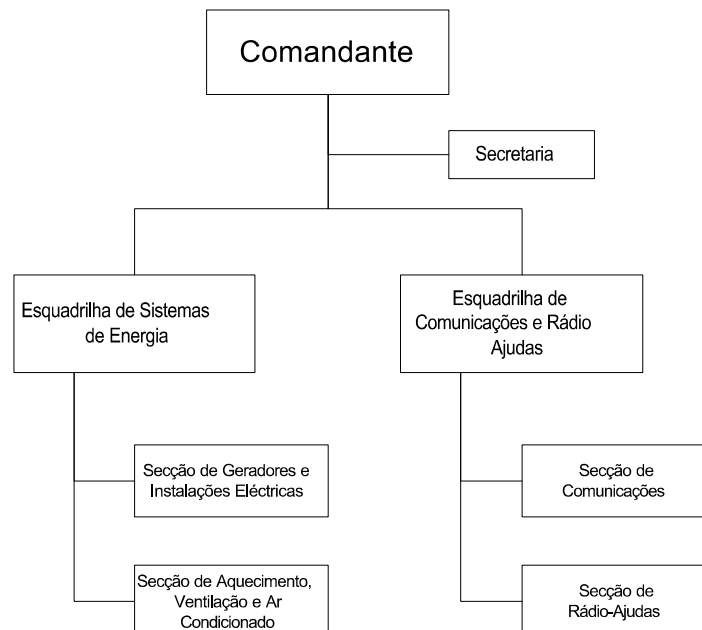 Comandante
Secretaria
Esquadrilha de Sistemas
de Energia
Esquadrilha de
Comunicações e Rádio
Ajudas
Secção de Geradores e
Instalações Eléctricas
Secção de
Comunicações
Secção de Aquecimento,
Ventilação e Ar
Condicionado
Secção de
Rádio-Ajudas